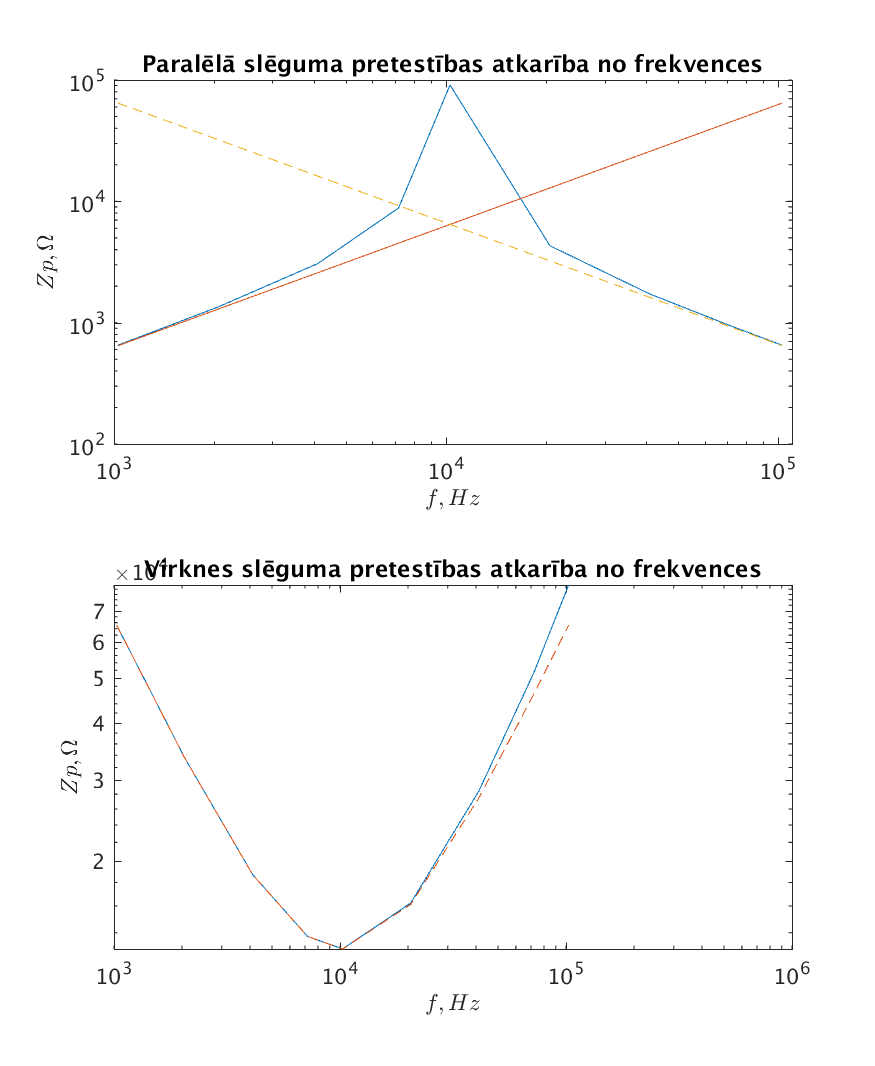 Paralēlā slēguma pretestības atkarība no frekvences
10^5
10^4
10^3
10^2
Zp, Ω
10^3 10^4 10^5
f, Hz
×10^4
Virknes slēguma pretestības atkarība no frekvences
7
6
5
4
3
2
Zp, Ω
10^3 10^4 10^5 10^6
f, Hz